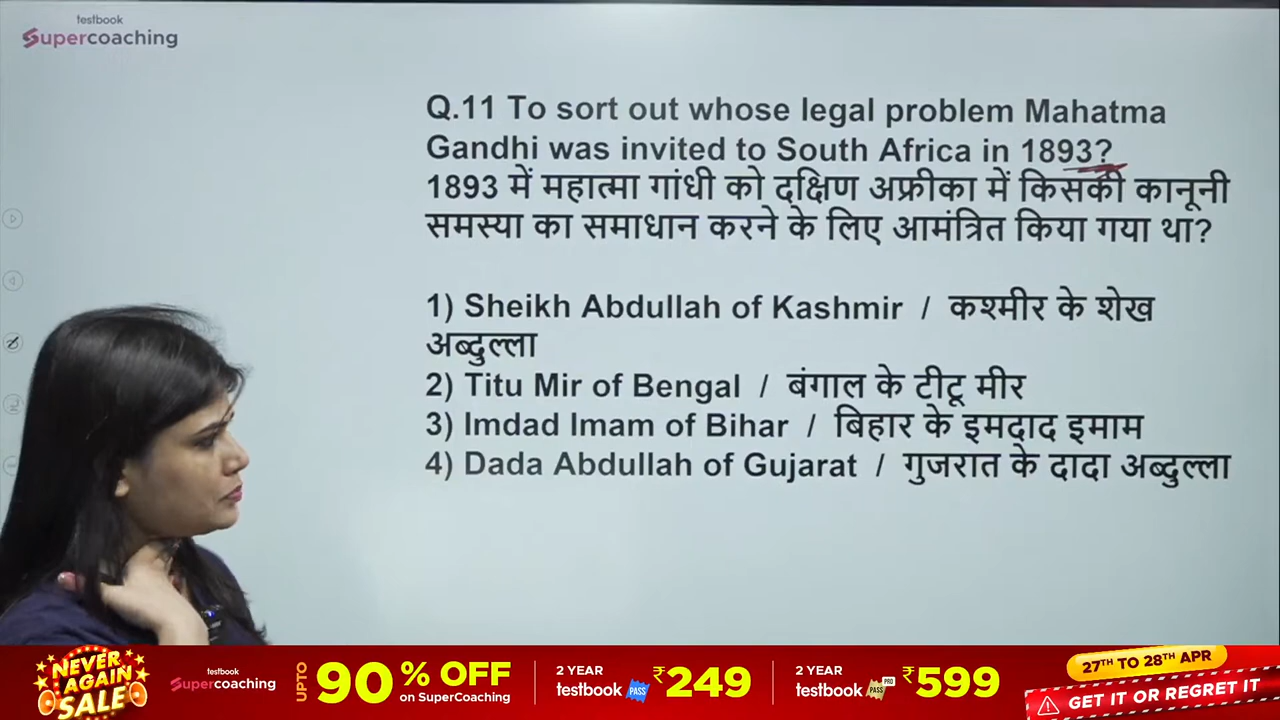 testbook
Supercoaching
Q.11 To sort out whose legal problem Mahatma
Gandhi was invited to South Africa in 1893?
1893 में महात्मा गांधी को दक्षिण अफ्रीका में किसकी कानूनी
समस्या का समाधान करने के लिए आमंत्रित किया गया था?
1) Sheikh Abdullah of Kashmir / कश्मीर के शेख
अब्दुल्ला
2) Titu Mir of Bengal / बंगाल के टीटू मीर
3) Imdad Imam of Bihar / बिहार के इमदाद इमाम
4) Dada Abdullah of Gujarat / गुजरात के दादा अब्दुल्ला
NEVER
AGAIN
SALE
testbook
Supercoaching
UPTO
90% OFF
on SuperCoaching
2 YEAR
testbook PASS
₹249
2 YEAR
testbook PASS PRO
₹599
27TH TO 28TH APR
GET IT OR REGRET IT